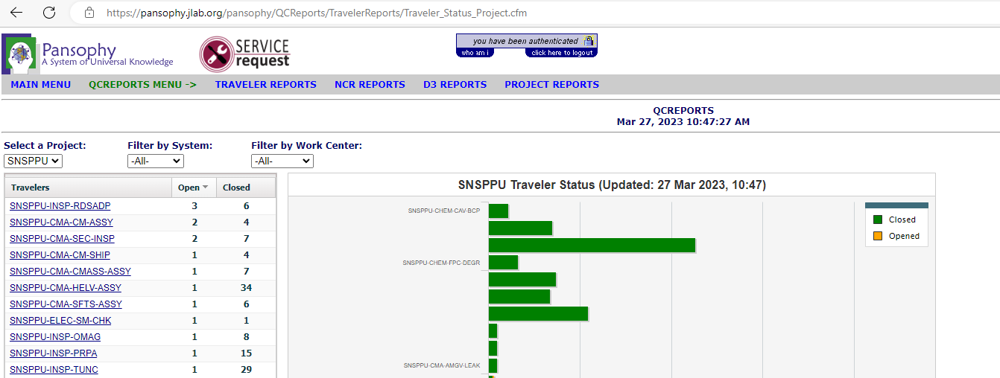 https://pansophy.jlab.org/pansophy/QCReports/TravelerReports/Traveler_Status_Project.cfm
Pansophy
A System of Universal Knowledge
SERVICE
request
you have been authenticated
who am i
click here to logout
MAIN MENU QCREPORTS MENU -> TRAVELER REPORTS NCR REPORTS D3 REPORTS PROJECT REPORTS
QCREPORTS
Mar 27, 2023 10:47:27 AM
Select a Project: Filter by System: Filter by Work Center:
SNSPPU -All- -All-
Travelers Open Closed
SNSPPU-INSP-RDSADP 3 6
SNSPPU-CMA-CM-ASSY 2 4
SNSPPU-CMA-SEC-INSP 2 7
SNSPPU-CMA-CM-SHIP 1 4
SNSPPU-CMA-CMASS-ASSY 1 7
SNSPPU-CMA-HELV-ASSY 1 34
SNSPPU-CMA-SFTS-ASSY 1 6
SNSPPU-ELEC-SM-CHK 1 1
SNSPPU-INSP-OMAG 1 8
SNSPPU-INSP-PRPA 1 15
SNSPPU-INSP-TUNC 1 29
SNSPPU Traveler Status (Updated: 27 Mar 2023, 10:47)
SNSPPU-CHEM-CAV-BCP
SNSPPU-CHEM-FPC-DEGR
SNSPPU-CMA-AMGV-LEAK
Closed
Opened